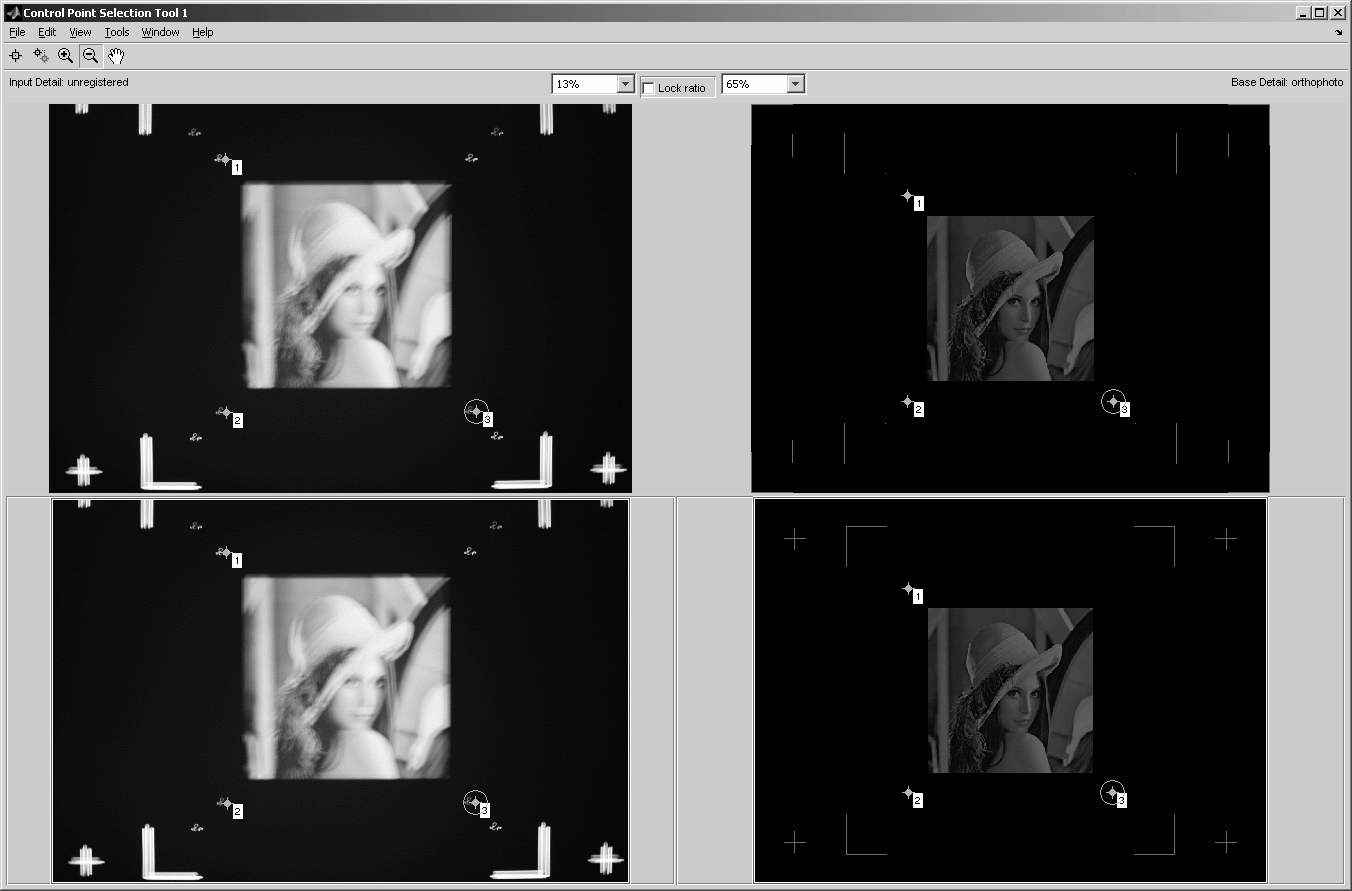 Control Point Selection Tool 1
File Edit View Tools Window Help
Input Detail: unregistered
13%
Lock ratio
65%
Base Detail: orthophoto
1
1
2
3
2
3
1
1
2
3
2
3